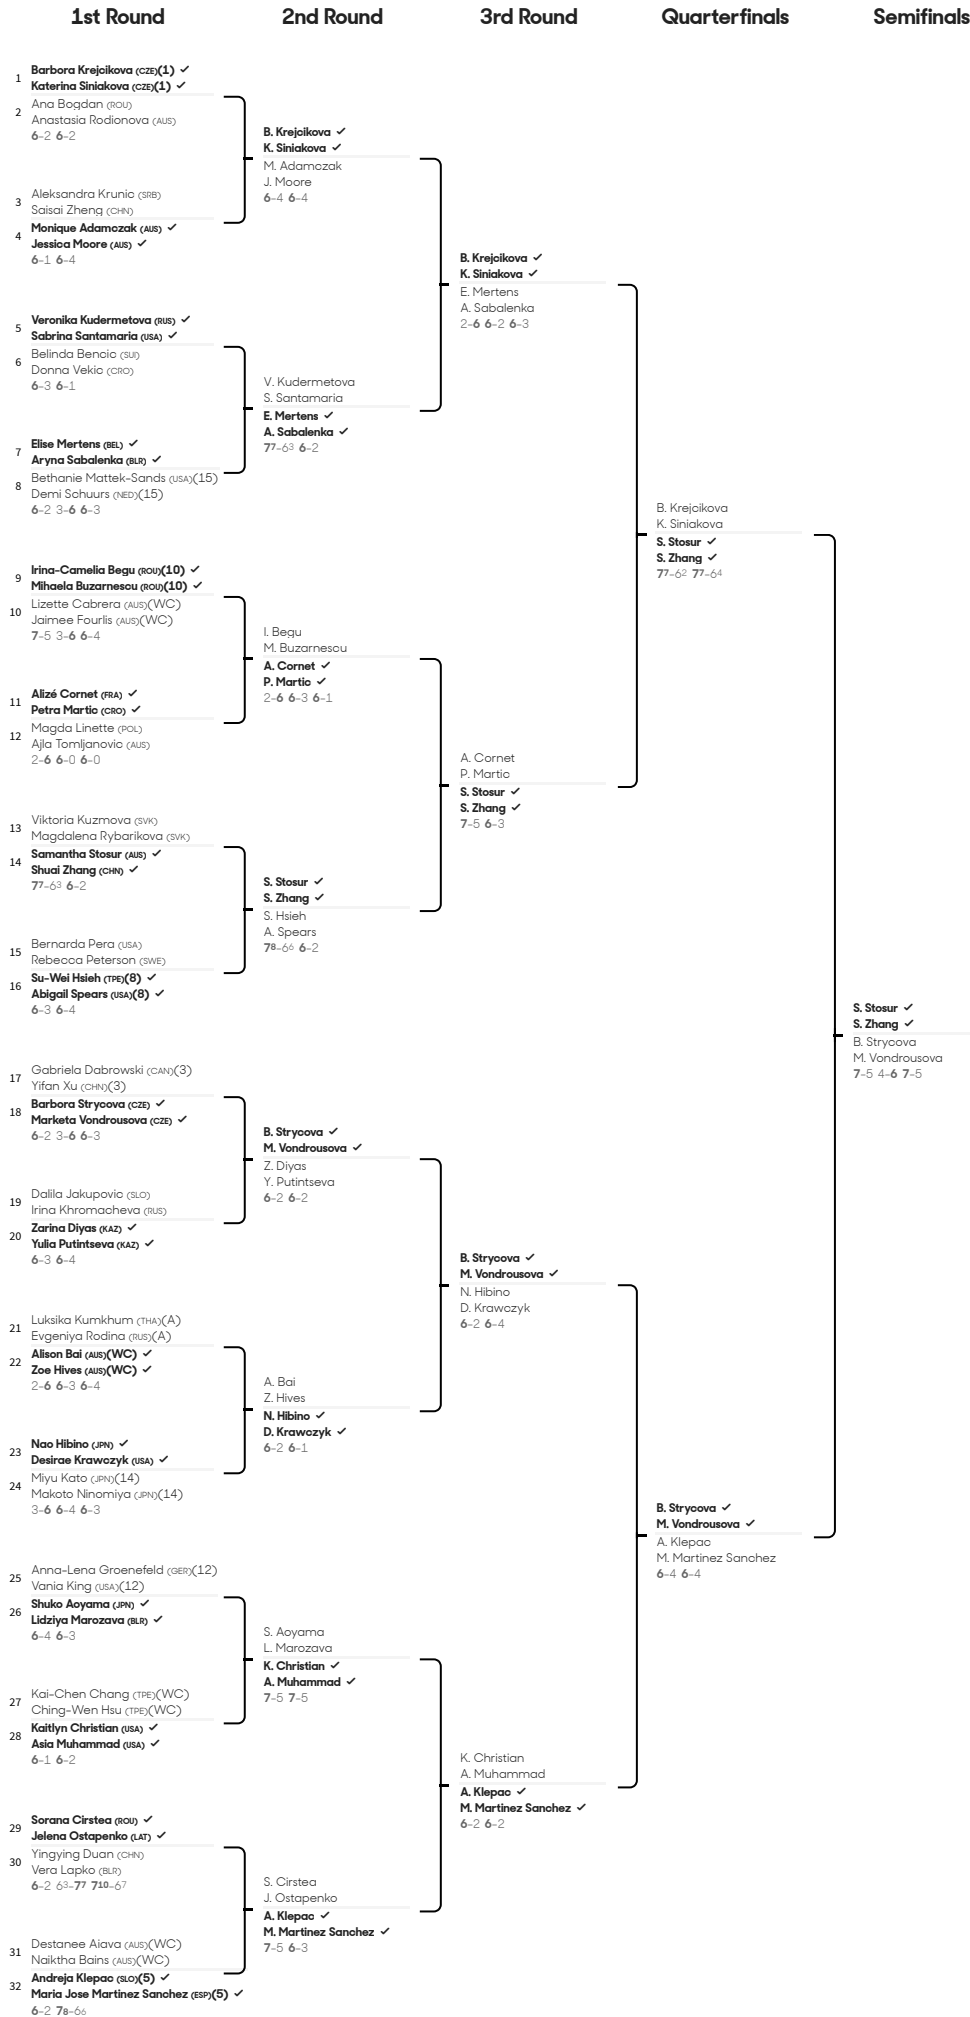 1st Round
2nd Round
3rd Round
Quarterfinals
Semifinals
1
Barbora Krejcikova (CZE)(1)
Katerina Siniakova (CZE)(1)
2
Ana Bogdan (ROU)
Anastasia Rodionova (AUS)
6-2 6-2
3
Aleksandra Krunic (SRB)
Saisai Zheng (CHN)
4
Monique Adamczak (AUS)
Jessica Moore (AUS)
6-1 6-4
5
Veronika Kudermetova (RUS)
Sabrina Santamaria (USA)
6
Belinda Bencic (SUI)
Donna Vekic (CRO)
6-3 6-1
7
Elise Mertens (BEL)
Aryna Sabalenka (BLR)
8
Bethanie Mattek-Sands (USA)(15)
Demi Schuurs (NED)(15)
6-2 3-6 6-3
9
Irina-Camelia Begu (ROU)(10)
Mihaela Buzarnescu (ROU)(10)
10
Lizette Cabrera (AUS)(WC)
Jaimee Fourlis (AUS)(WC)
7-5 3-6 6-4
11
Alizé Cornet (FRA)
Petra Martic (CRO)
12
Magda Linette (POL)
Ajla Tomljanovic (AUS)
2-6 6-0 6-0
13
Viktoria Kuzmova (SVK)
Magdalena Rybarikova (SVK)
14
Samantha Stosur (AUS)
Shuai Zhang (CHN)
7⁷-6³ 6-2
15
Bernarda Pera (USA)
Rebecca Peterson (SWE)
16
Su-Wei Hsieh (TPE)(8)
Abigail Spears (USA)(8)
6-3 6-4
17
Gabriela Dabrowski (CAN)(3)
Yifan Xu (CHN)(3)
18
Barbora Strycova (CZE)
Marketa Vondrousova (CZE)
6-2 3-6 6-3
19
Dalila Jakupovic (SLO)
Irina Khromacheva (RUS)
20
Zarina Diyas (KAZ)
Yulia Putintseva (KAZ)
6-3 6-4
21
Luksika Kumkhum (THA)(A)
Evgeniya Rodina (RUS)(A)
22
Alison Bai (AUS)(WC)
Zoe Hives (AUS)(WC)
2-6 6-3 6-4
23
Nao Hibino (JPN)
Desirae Krawczyk (USA)
24
Miyu Kato (JPN)(14)
Makoto Ninomiya (JPN)(14)
3-6 6-4 6-3
25
Anna-Lena Groenefeld (GER)(12)
Vania King (USA)(12)
26
Shuko Aoyama (JPN)
Lidziya Marozava (BLR)
6-4 6-3
27
Kai-Chen Chang (TPE)(WC)
Ching-Wen Hsu (TPE)(WC)
28
Kaitlyn Christian (USA)
Asia Muhammad (USA)
6-1 6-2
29
Sorana Cirstea (ROU)
Jelena Ostapenko (LAT)
30
Yingying Duan (CHN)
Vera Lapko (BLR)
6-2 6³-7⁷ 7¹⁰-6⁷
31
Destanee Aiava (AUS)(WC)
Naiktha Bains (AUS)(WC)
32
Andreja Klepac (SLO)(5)
Maria Jose Martinez Sanchez (ESP)(5)
6-2 7⁸-6⁶
B. Krejcikova
K. Siniakova
M. Adamczak
J. Moore
6-4 6-4
V. Kudermetova
S. Santamaria
E. Mertens
A. Sabalenka
7⁷-6³ 6-2
I. Begu
M. Buzarnescu
A. Cornet
P. Martic
2-6 6-3 6-1
S. Stosur
S. Zhang
S. Hsieh
A. Spears
7⁸-6⁶ 6-2
B. Strycova
M. Vondrousova
Z. Diyas
Y. Putintseva
6-2 6-2
A. Bai
Z. Hives
N. Hibino
D. Krawczyk
6-2 6-1
S. Aoyama
L. Marozava
K. Christian
A. Muhammad
7-5 7-5
S. Cirstea
J. Ostapenko
A. Klepac
M. Martinez Sanchez
7-5 6-3
B. Krejcikova
K. Siniakova
E. Mertens
A. Sabalenka
2-6 6-2 6-3
A. Cornet
P. Martic
S. Stosur
S. Zhang
7-5 6-3
B. Strycova
M. Vondrousova
N. Hibino
D. Krawczyk
6-2 6-4
K. Christian
A. Muhammad
A. Klepac
M. Martinez Sanchez
6-2 6-2
B. Krejcikova
K. Siniakova
S. Stosur
S. Zhang
7⁷-6² 7⁷-6⁴
B. Strycova
M. Vondrousova
A. Klepac
M. Martinez Sanchez
6-4 6-4
S. Stosur
S. Zhang
B. Strycova
M. Vondrousova
7-5 4-6 7-5